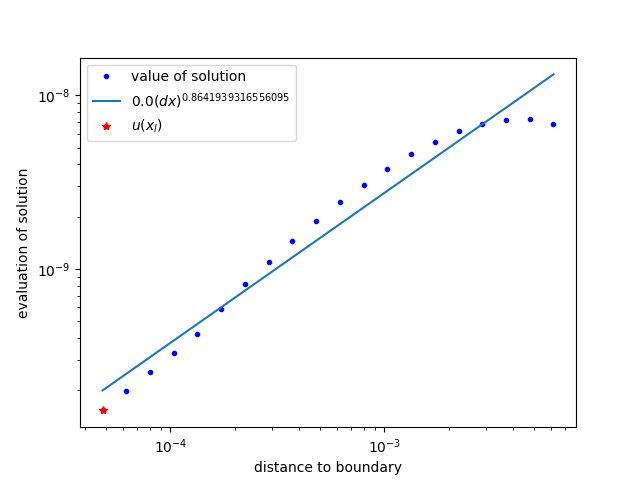 value of solution
0.0(dx)^0.8641939316556095
u(x_l)
10^-8
10^-9
evaluation of solution
10^-4
10^-3
distance to boundary